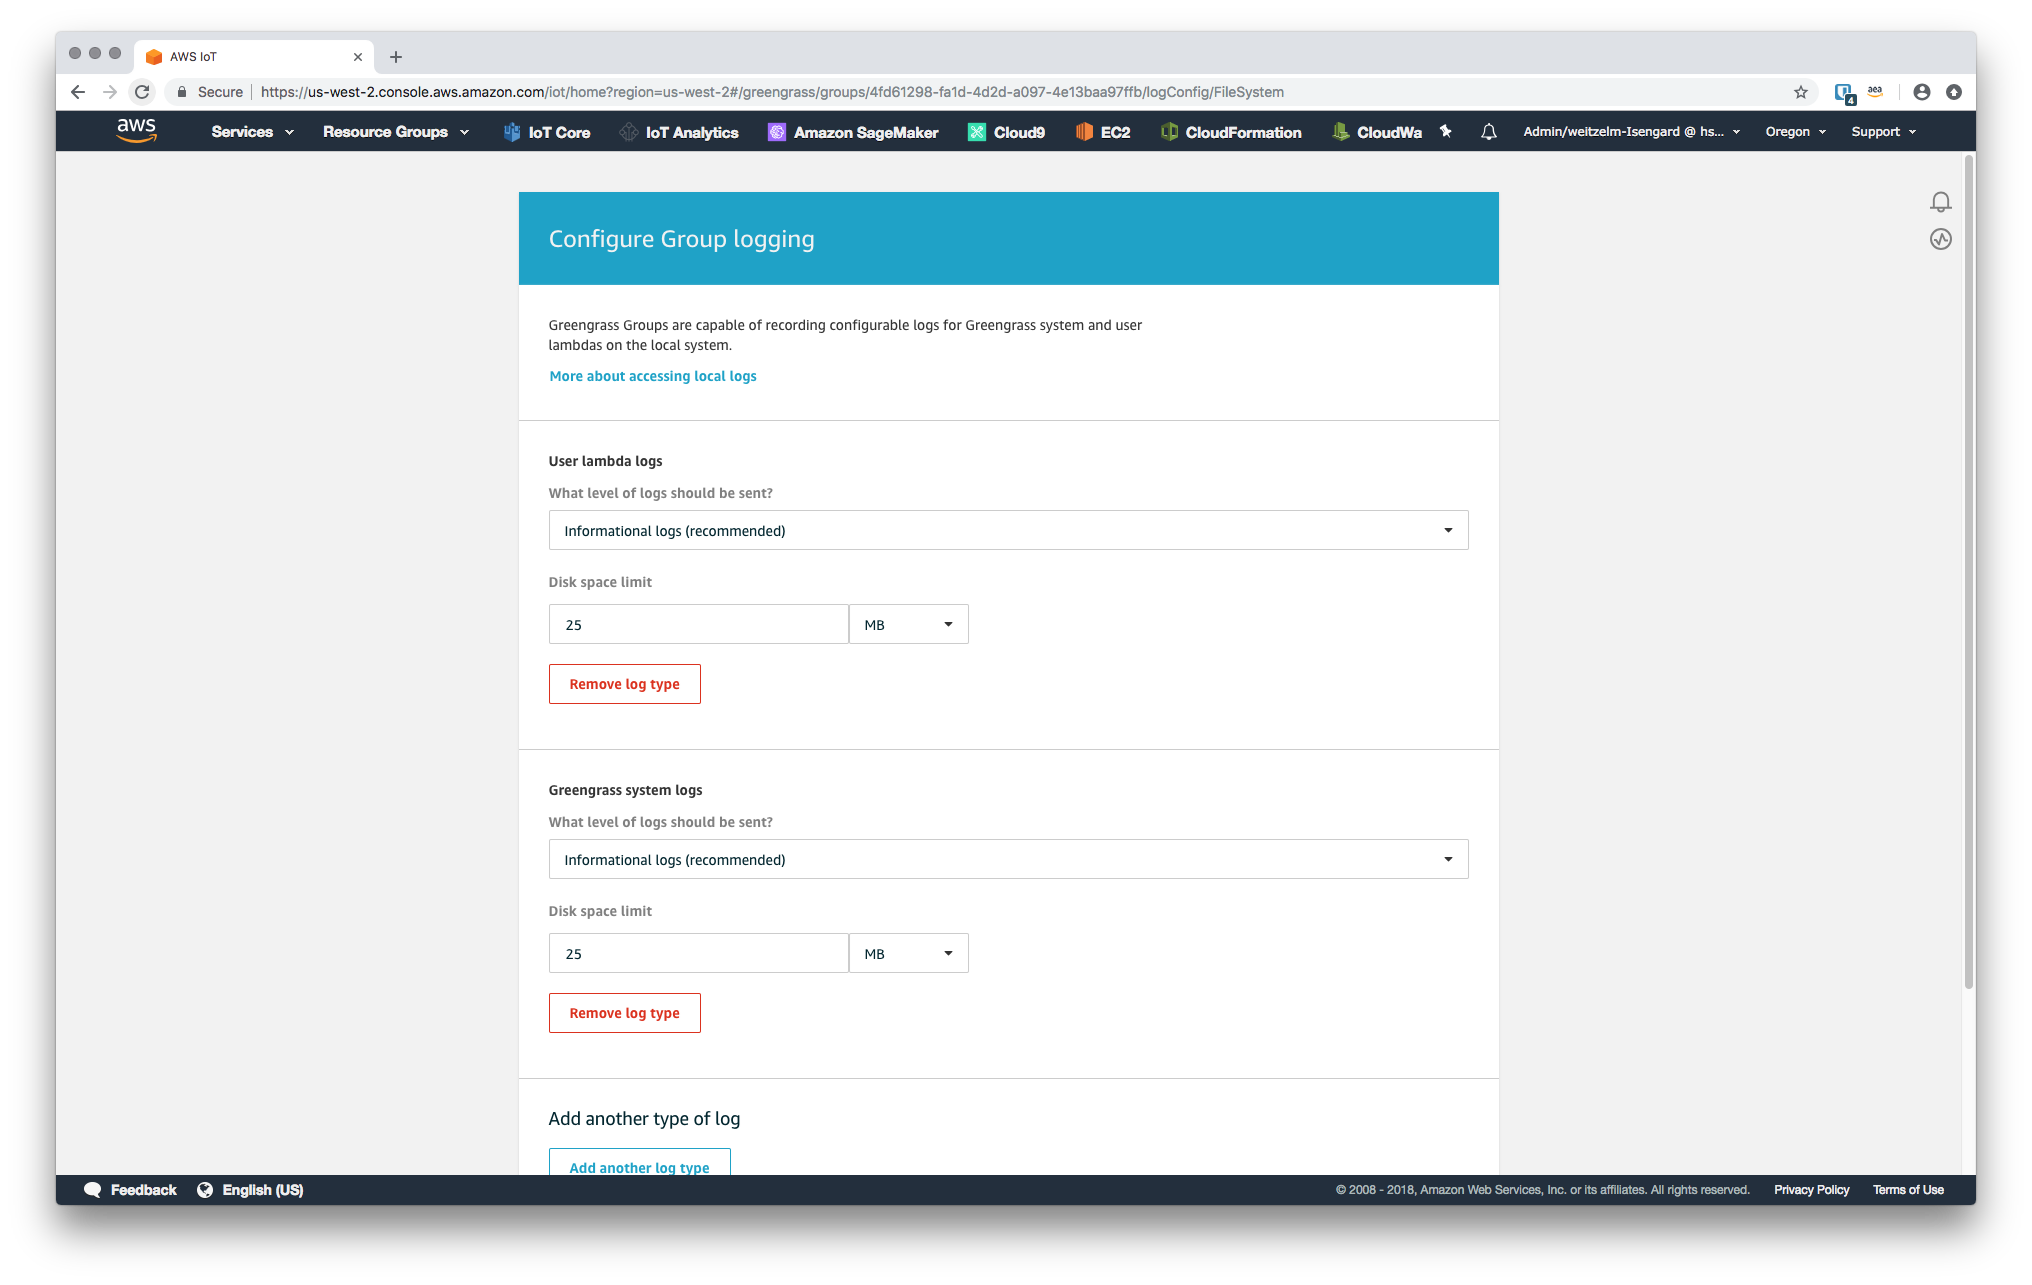 AWS IoT
Secure
https://us-west-2.console.aws.amazon.com/iot/home?region=us-west-2#/greengrass/groups/4fd61298-fa1d-4d2d-a097-4e13baa97ffb/logConfig/FileSystem
4
aea
aws
Services
Resource Groups
IoT Core
IoT Analytics
Amazon SageMaker
Cloud9
EC2
CloudFormation
CloudWa
Admin/weitzelm-Isengard @ hs...
Oregon
Support
Configure Group logging
Greengrass Groups are capable of recording configurable logs for Greengrass system and user
lambdas on the local system.
More about accessing local logs
User lambda logs
What level of logs should be sent?
Informational logs (recommended)
Disk space limit
25
MB
Remove log type
Greengrass system logs
What level of logs should be sent?
Informational logs (recommended)
Disk space limit
25
MB
Remove log type
Add another type of log
Add another log type
Feedback
English (US)
© 2008 - 2018, Amazon Web Services, Inc. or its affiliates. All rights reserved.
Privacy Policy
Terms of Use